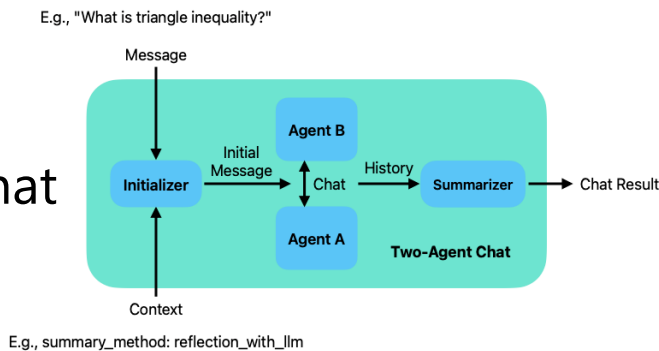 E.g., "What is triangle inequality?"
Message
Agent B
Initial
Message
History
hat
Initializer
Chat
Summarizer
Chat Result
Agent A
Two-Agent Chat
Context
E.g., summary_method: reflection_with_llm